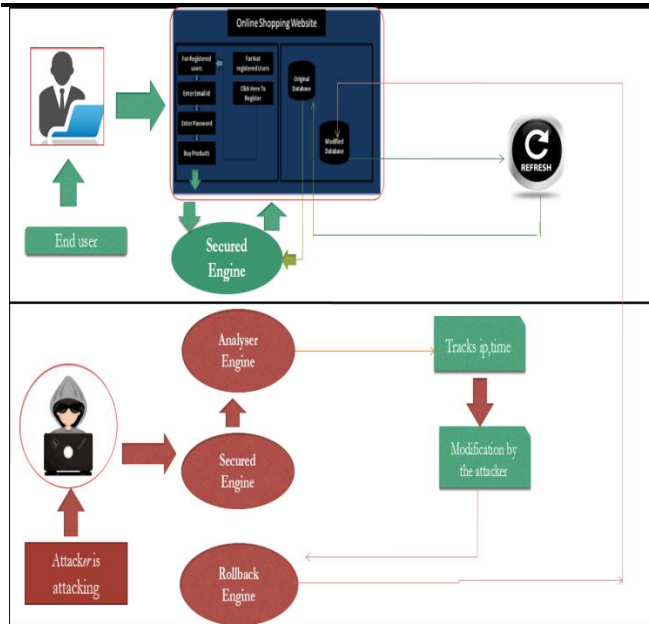 Online Shopping Website
For Registered
users
For Not
registered Users
Enter Email Id
Click Here To
Register
Enter Password
Buy Products
Original
Database
Modified
Database
REFRESH
End user
Secured
Engine
Analyser
Engine
Tracks ip,time
Secured
Engine
Modification by
the attacker
Attacker is
attacking
Rollback
Engine